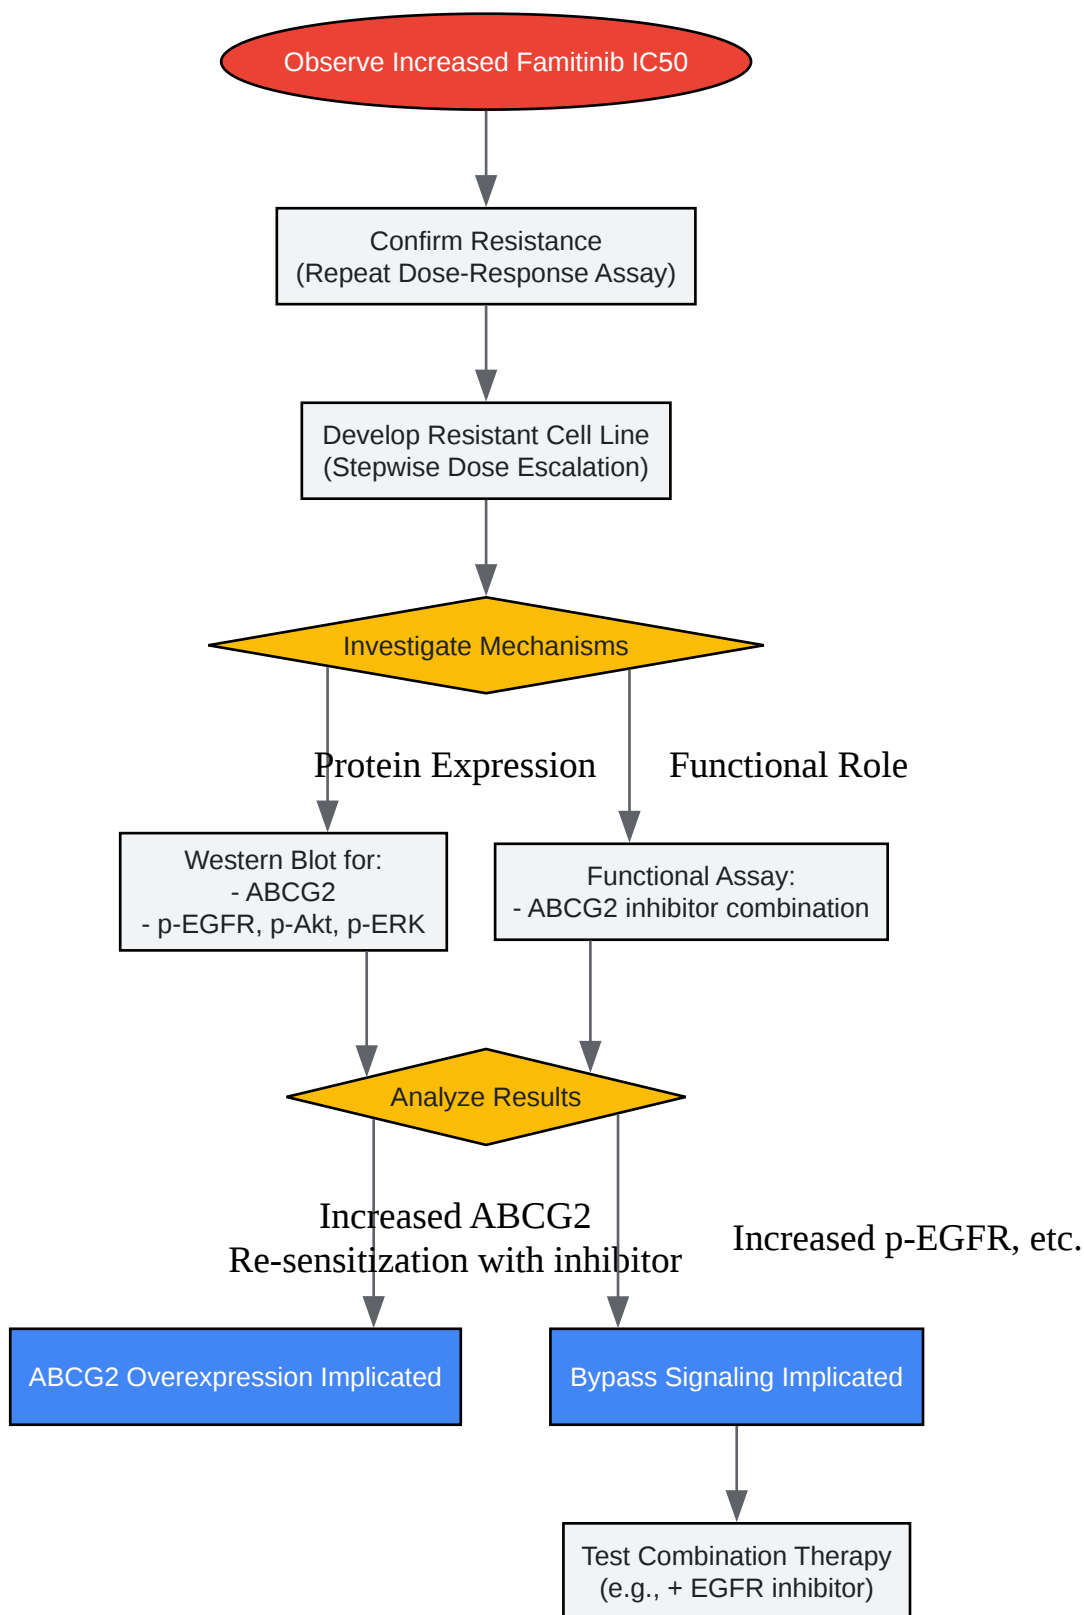 Observe Increased Famitinib IC50
Confirm Resistance
(Repeat Dose-Response Assay)
Develop Resistant Cell Line
(Stepwise Dose Escalation)
Investigate Mechanisms
Protein Expression
Functional Role
Western Blot for:
- ABCG2
- p-EGFR, p-Akt, p-ERK
Functional Assay:
- ABCG2 inhibitor combination
Analyze Results
Increased ABCG2
Re-sensitization with inhibitor
Increased p-EGFR, etc.
ABCG2 Overexpression Implicated
Bypass Signaling Implicated
Test Combination Therapy
(e.g., + EGFR inhibitor)